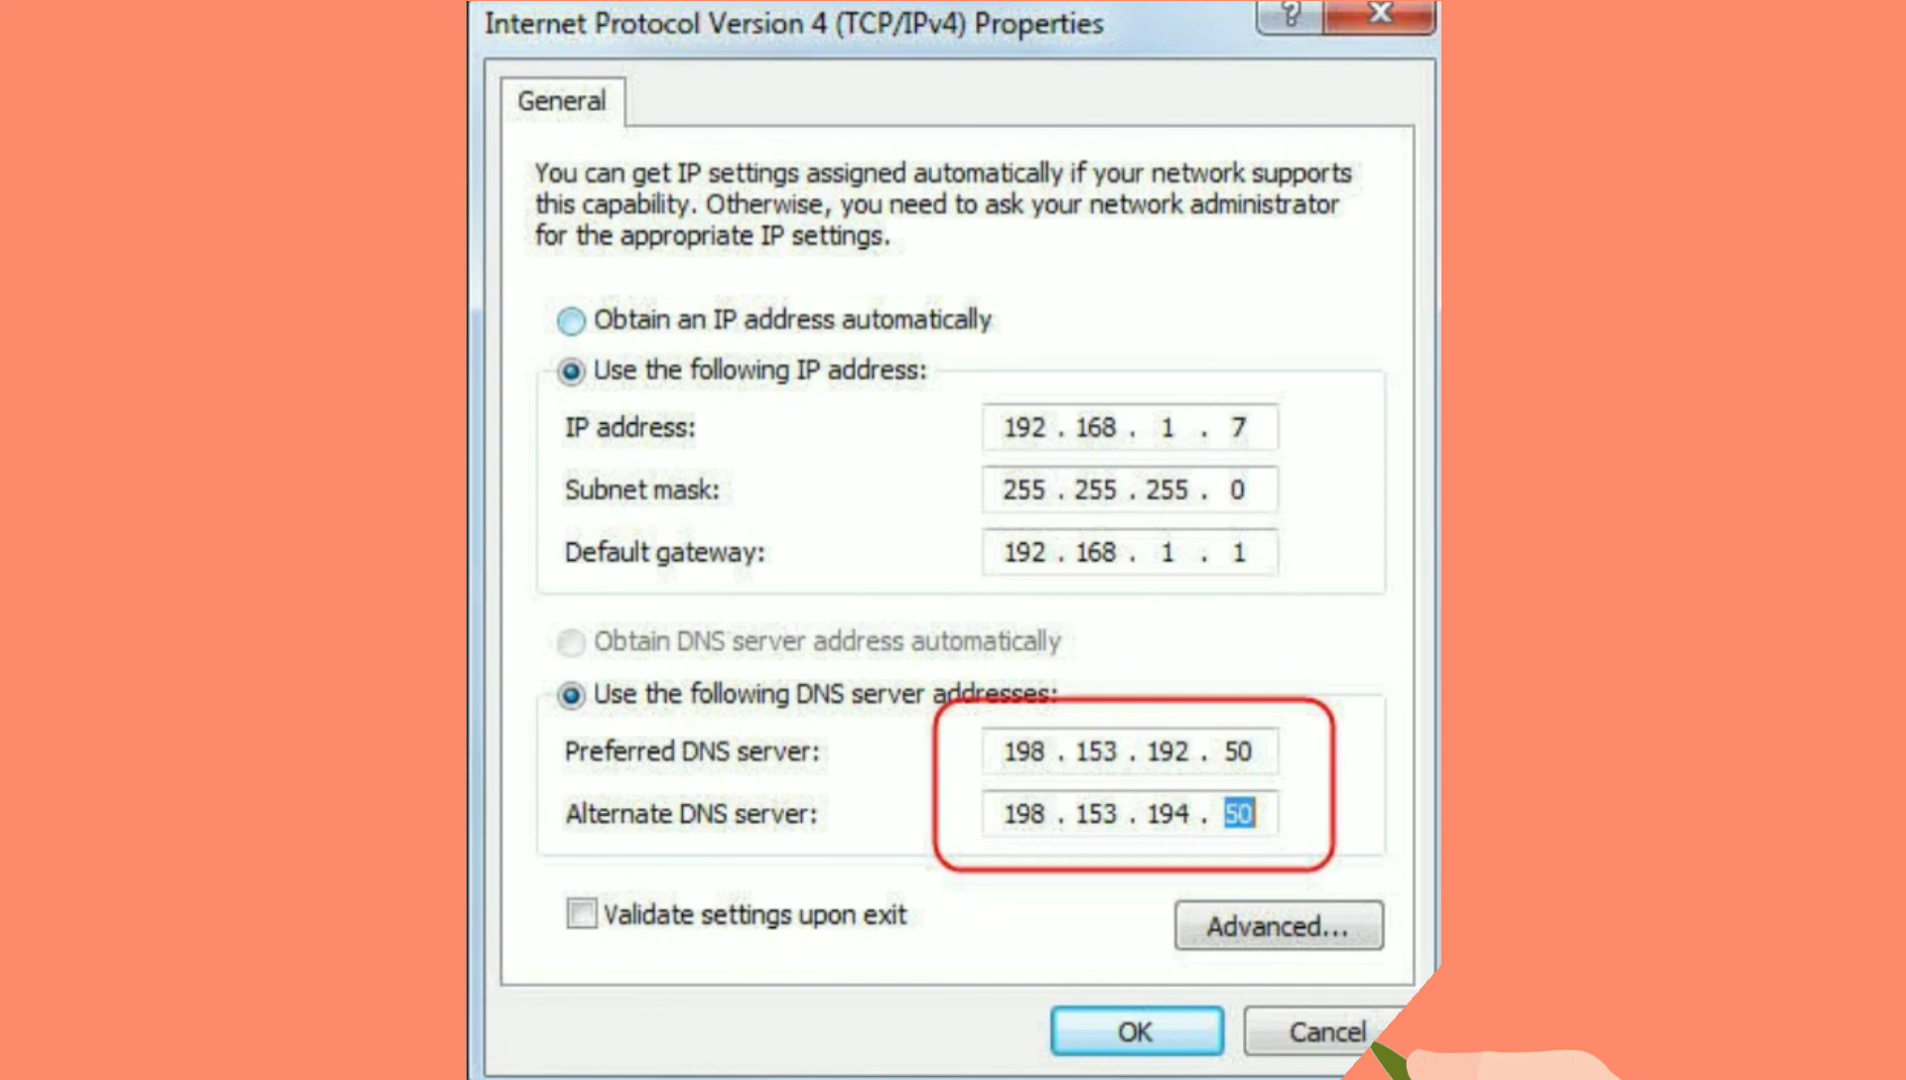 Internet Protocol Version 4 (TCP/IPv4) Properties
General
You can get IP settings assigned automatically if your network supports
this capability. Otherwise, you need to ask your network administrator
for the appropriate IP settings.
Obtain an IP address automatically
Use the following IP address:
IP address: 192 . 168 . 1 . 7
Subnet mask: 255 . 255 . 255 . 0
Default gateway: 192 . 168 . 1 . 1
Obtain DNS server address automatically
Use the following DNS server addresses:
Preferred DNS server: 198 . 153 . 192 . 50
Alternate DNS server: 198 . 153 . 194 . 50
Validate settings upon exit
Advanced...
OK Cancel